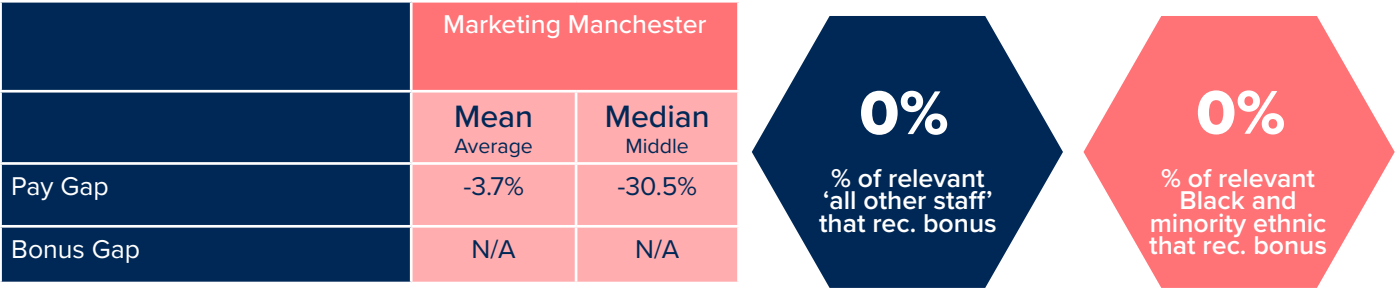 Marketing Manchester
Mean Median
Average Middle
Pay Gap -3.7% -30.5%
Bonus Gap N/A N/A
0%
% of relevant
‘all other staff’
that rec. bonus
0%
% of relevant
Black and
minority ethnic
that rec. bonus